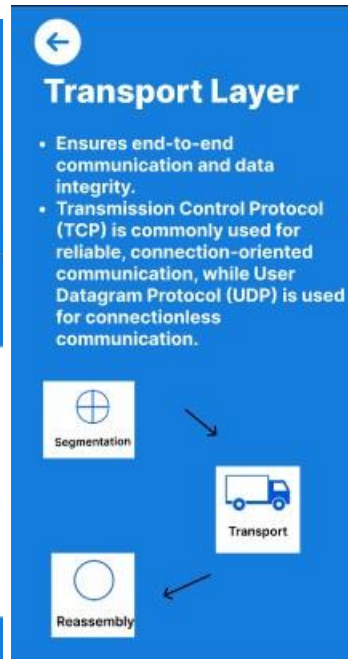 Transport Layer
• Ensures end-to-end
communication and data
integrity.
• Transmission Control Protocol
(TCP) is commonly used for
reliable, connection-oriented
communication, while User
Datagram Protocol (UDP) is used
for connectionless
communication.
Segmentation
Transport
Reassembly